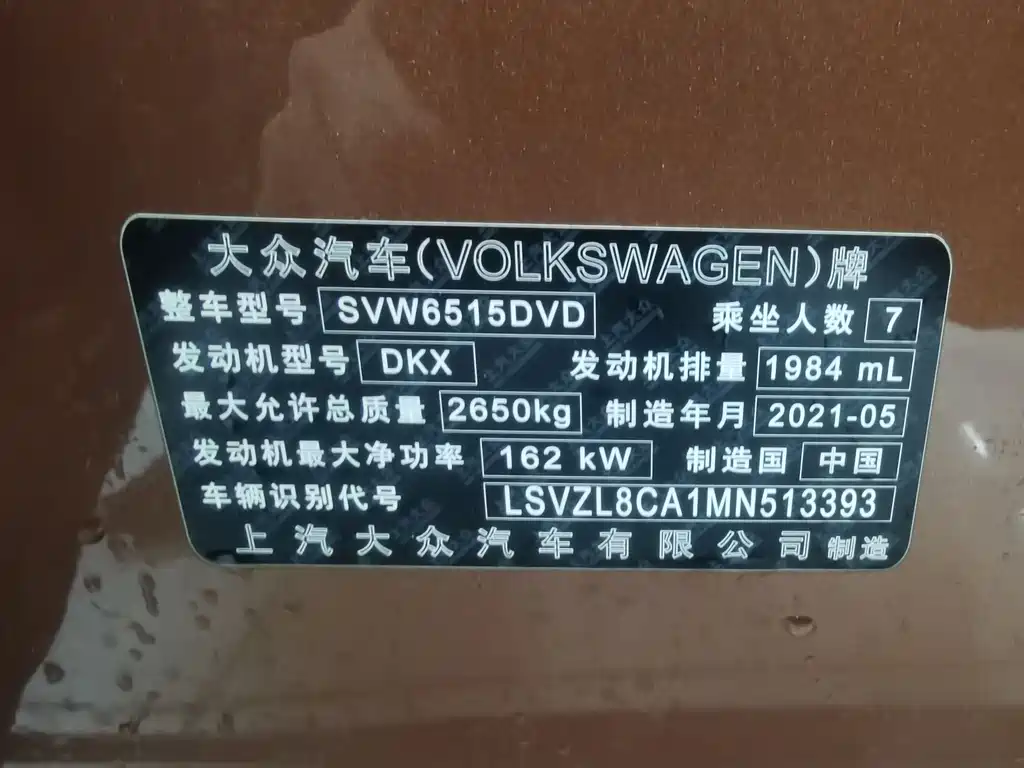 大众汽车(VOLKSWAGEN)牌
整车型号 SVW6515DVD 乘坐人数 7
发动机型号 DKX 发动机排量 1984 mL
最大允许总质量 2650kg 制造年月 2021-05
发动机最大净功率 162 kW 制造国 中国
车辆识别代号 LSVZL8CA1MN513393
上汽大众汽车有限公司 制造